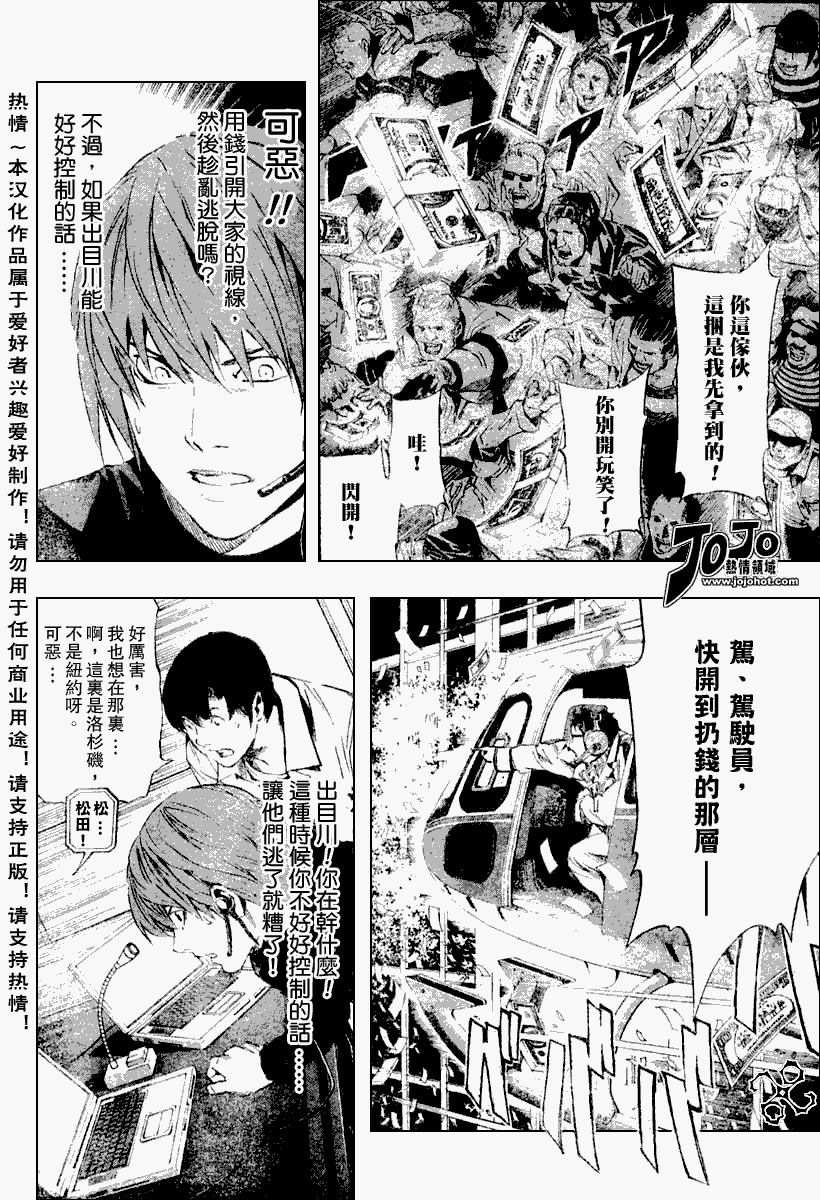 你這傢伙，
這捆是我先拿到的！
你別開玩笑了！
哇！
閃開！
ア
ア
ア
可惡!!
用錢引開大家的視線，
然後趁亂逃脫嗎？
不過，如果出目川能
好好控制的話……
JOJO
熱情領域
www.jojohot.com
駕、駕駛員，
快開到扔錢的那層——
バババババ
好厲害，
我也想在那裏…
啊，這裏是洛杉磯，
不是紐約呀。
可惡…
松…
松田！
出目川！你在幹什麼！
這種時候你不好好控制的話……
讓他們逃了就糟了！
热情~本汉化作品属于爱好者兴趣爱好制作！请勿用于任何商业用途！请支持正版！请支持热情！